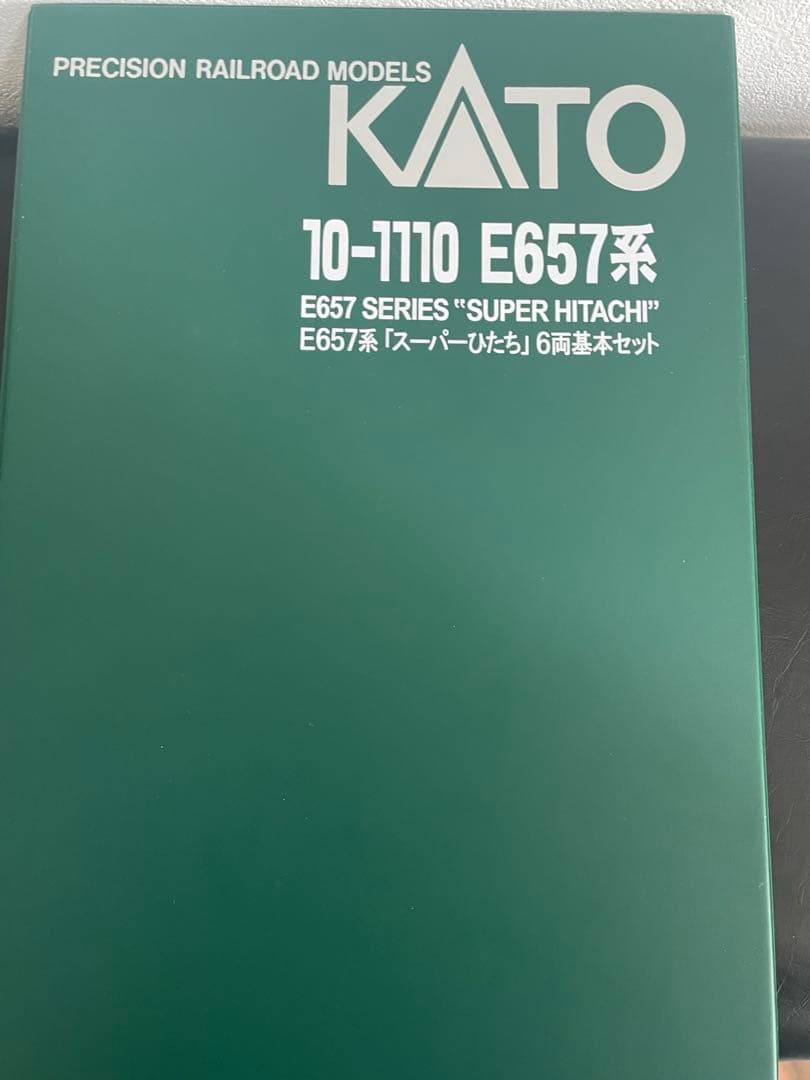 PRECISION RAILROAD MODELS
KATO
10-1110 E657系
E657 SERIES "SUPER HITACHI"
E657系「スーパーひたち」6両基本セット